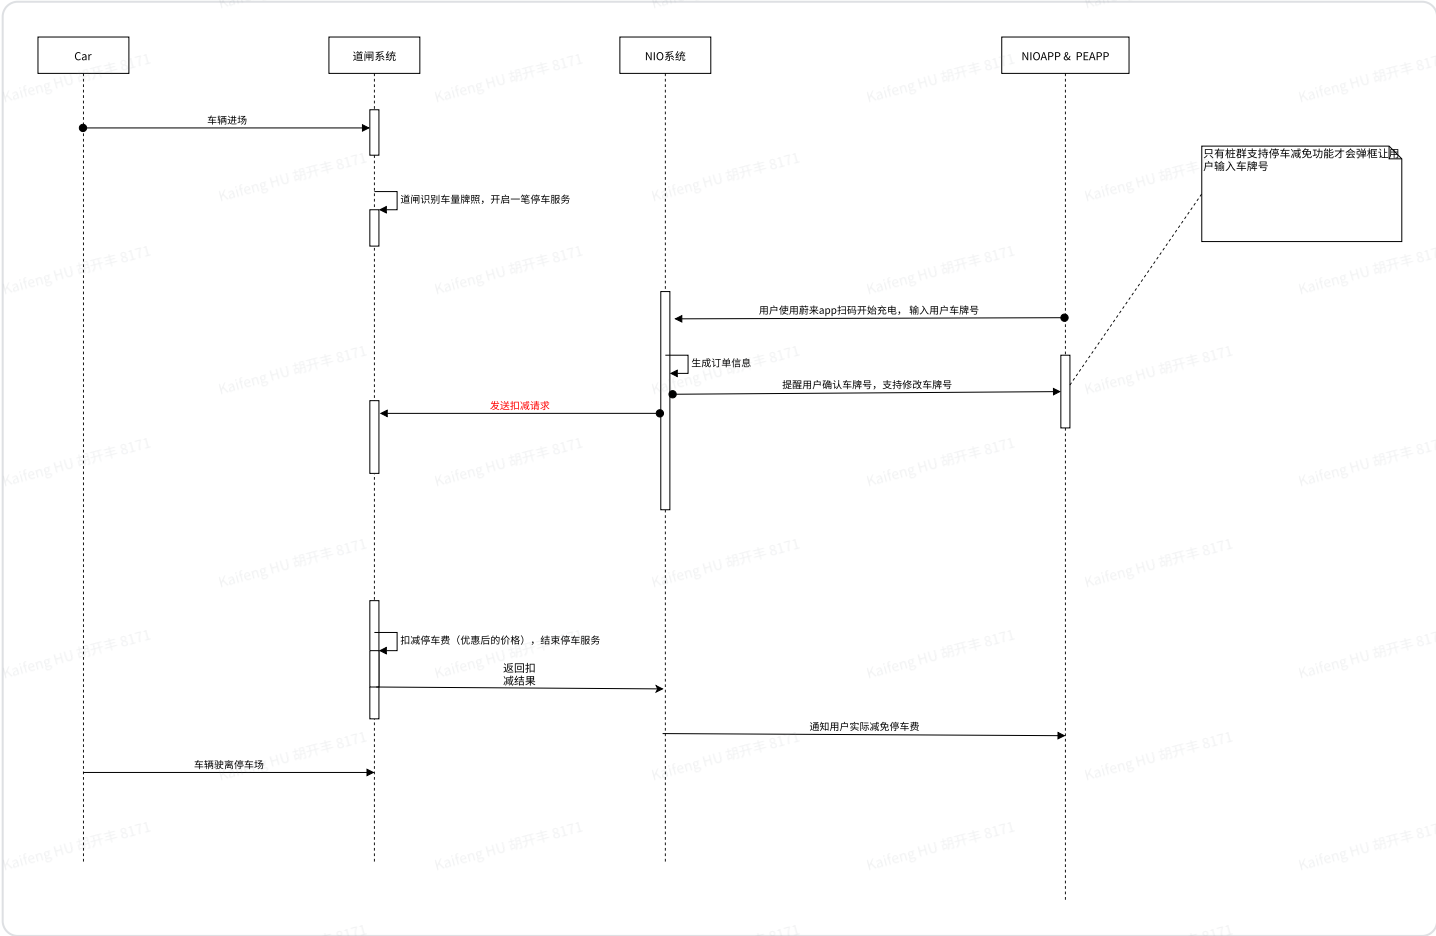 Car
道闸系统
NIO系统
NIOAPP & PEAPP
车辆进场
只有桩群支持停车减免功能才会弹框让用
户输入车牌号
道闸识别车量牌照，开启一笔停车服务
用户使用蔚来app扫码开始充电， 输入用户车牌号
生成订单信息
提醒用户确认车牌号，支持修改车牌号
发送扣减请求
扣减停车费（优惠后的价格），结束停车服务
返回扣
减结果
通知用户实际减免停车费
车辆驶离停车场
Kaifeng HU 胡开丰 8171